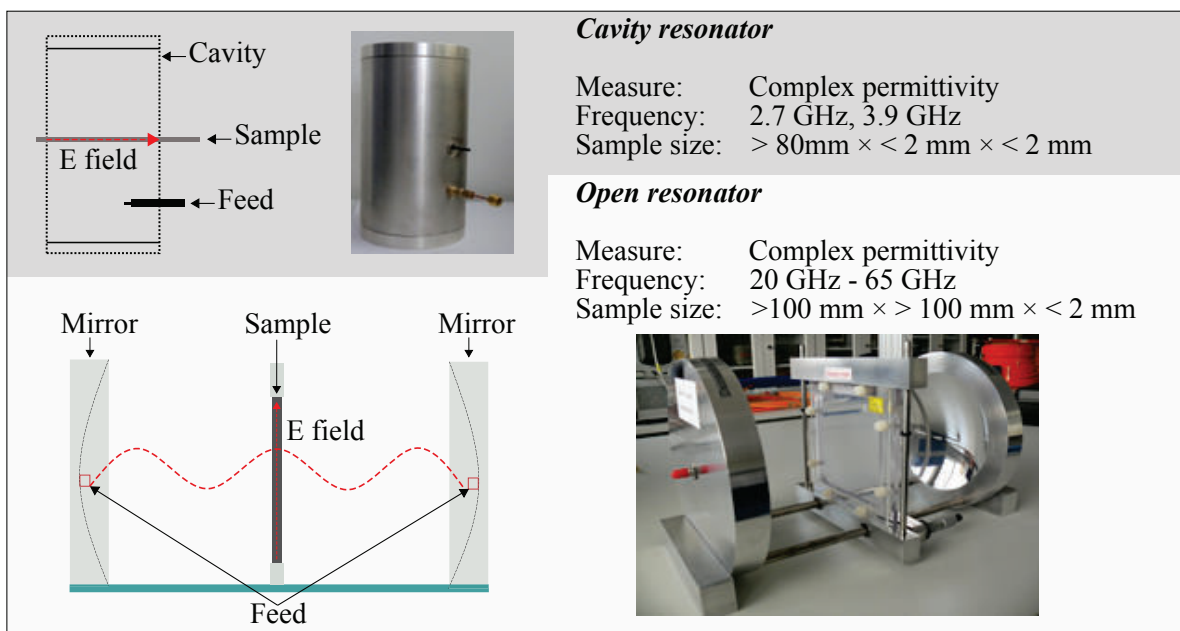 Cavity
Sample
E field
Feed
Cavity resonator
Measure: Complex permittivity
Frequency: 2.7 GHz, 3.9 GHz
Sample size: > 80mm × < 2 mm × < 2 mm
Open resonator
Measure: Complex permittivity
Frequency: 20 GHz - 65 GHz
Sample size: >100 mm × > 100 mm × < 2 mm
Mirror
Sample
Mirror
E field
Feed